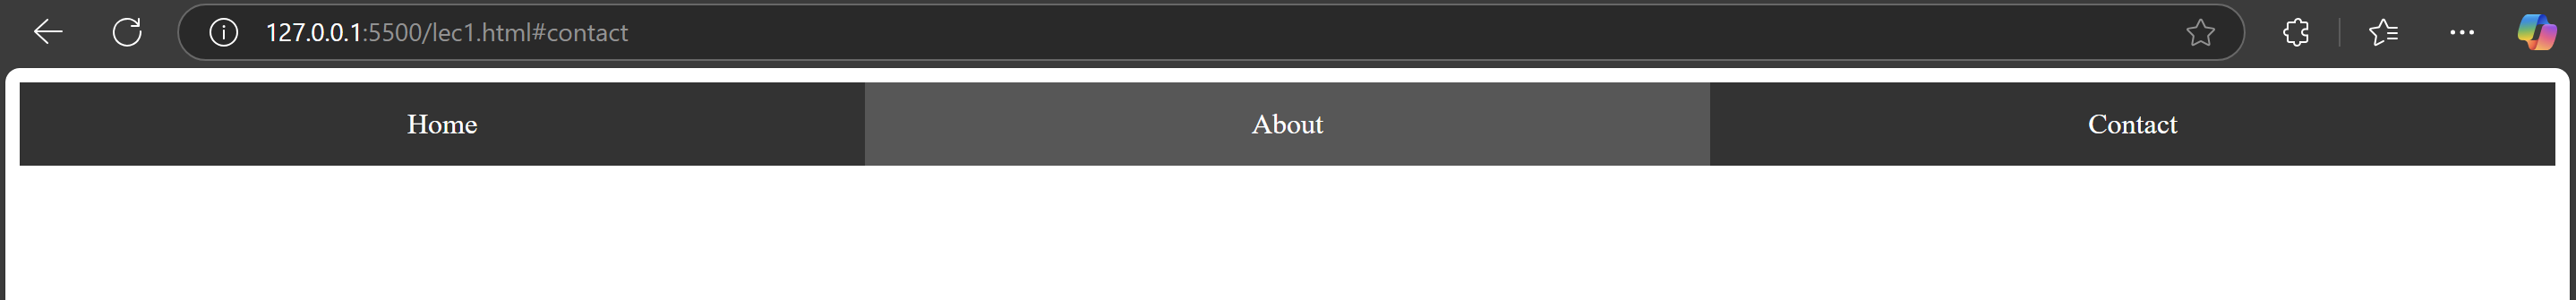 127.0.0.1:5500/lec1.html#contact
Home About Contact